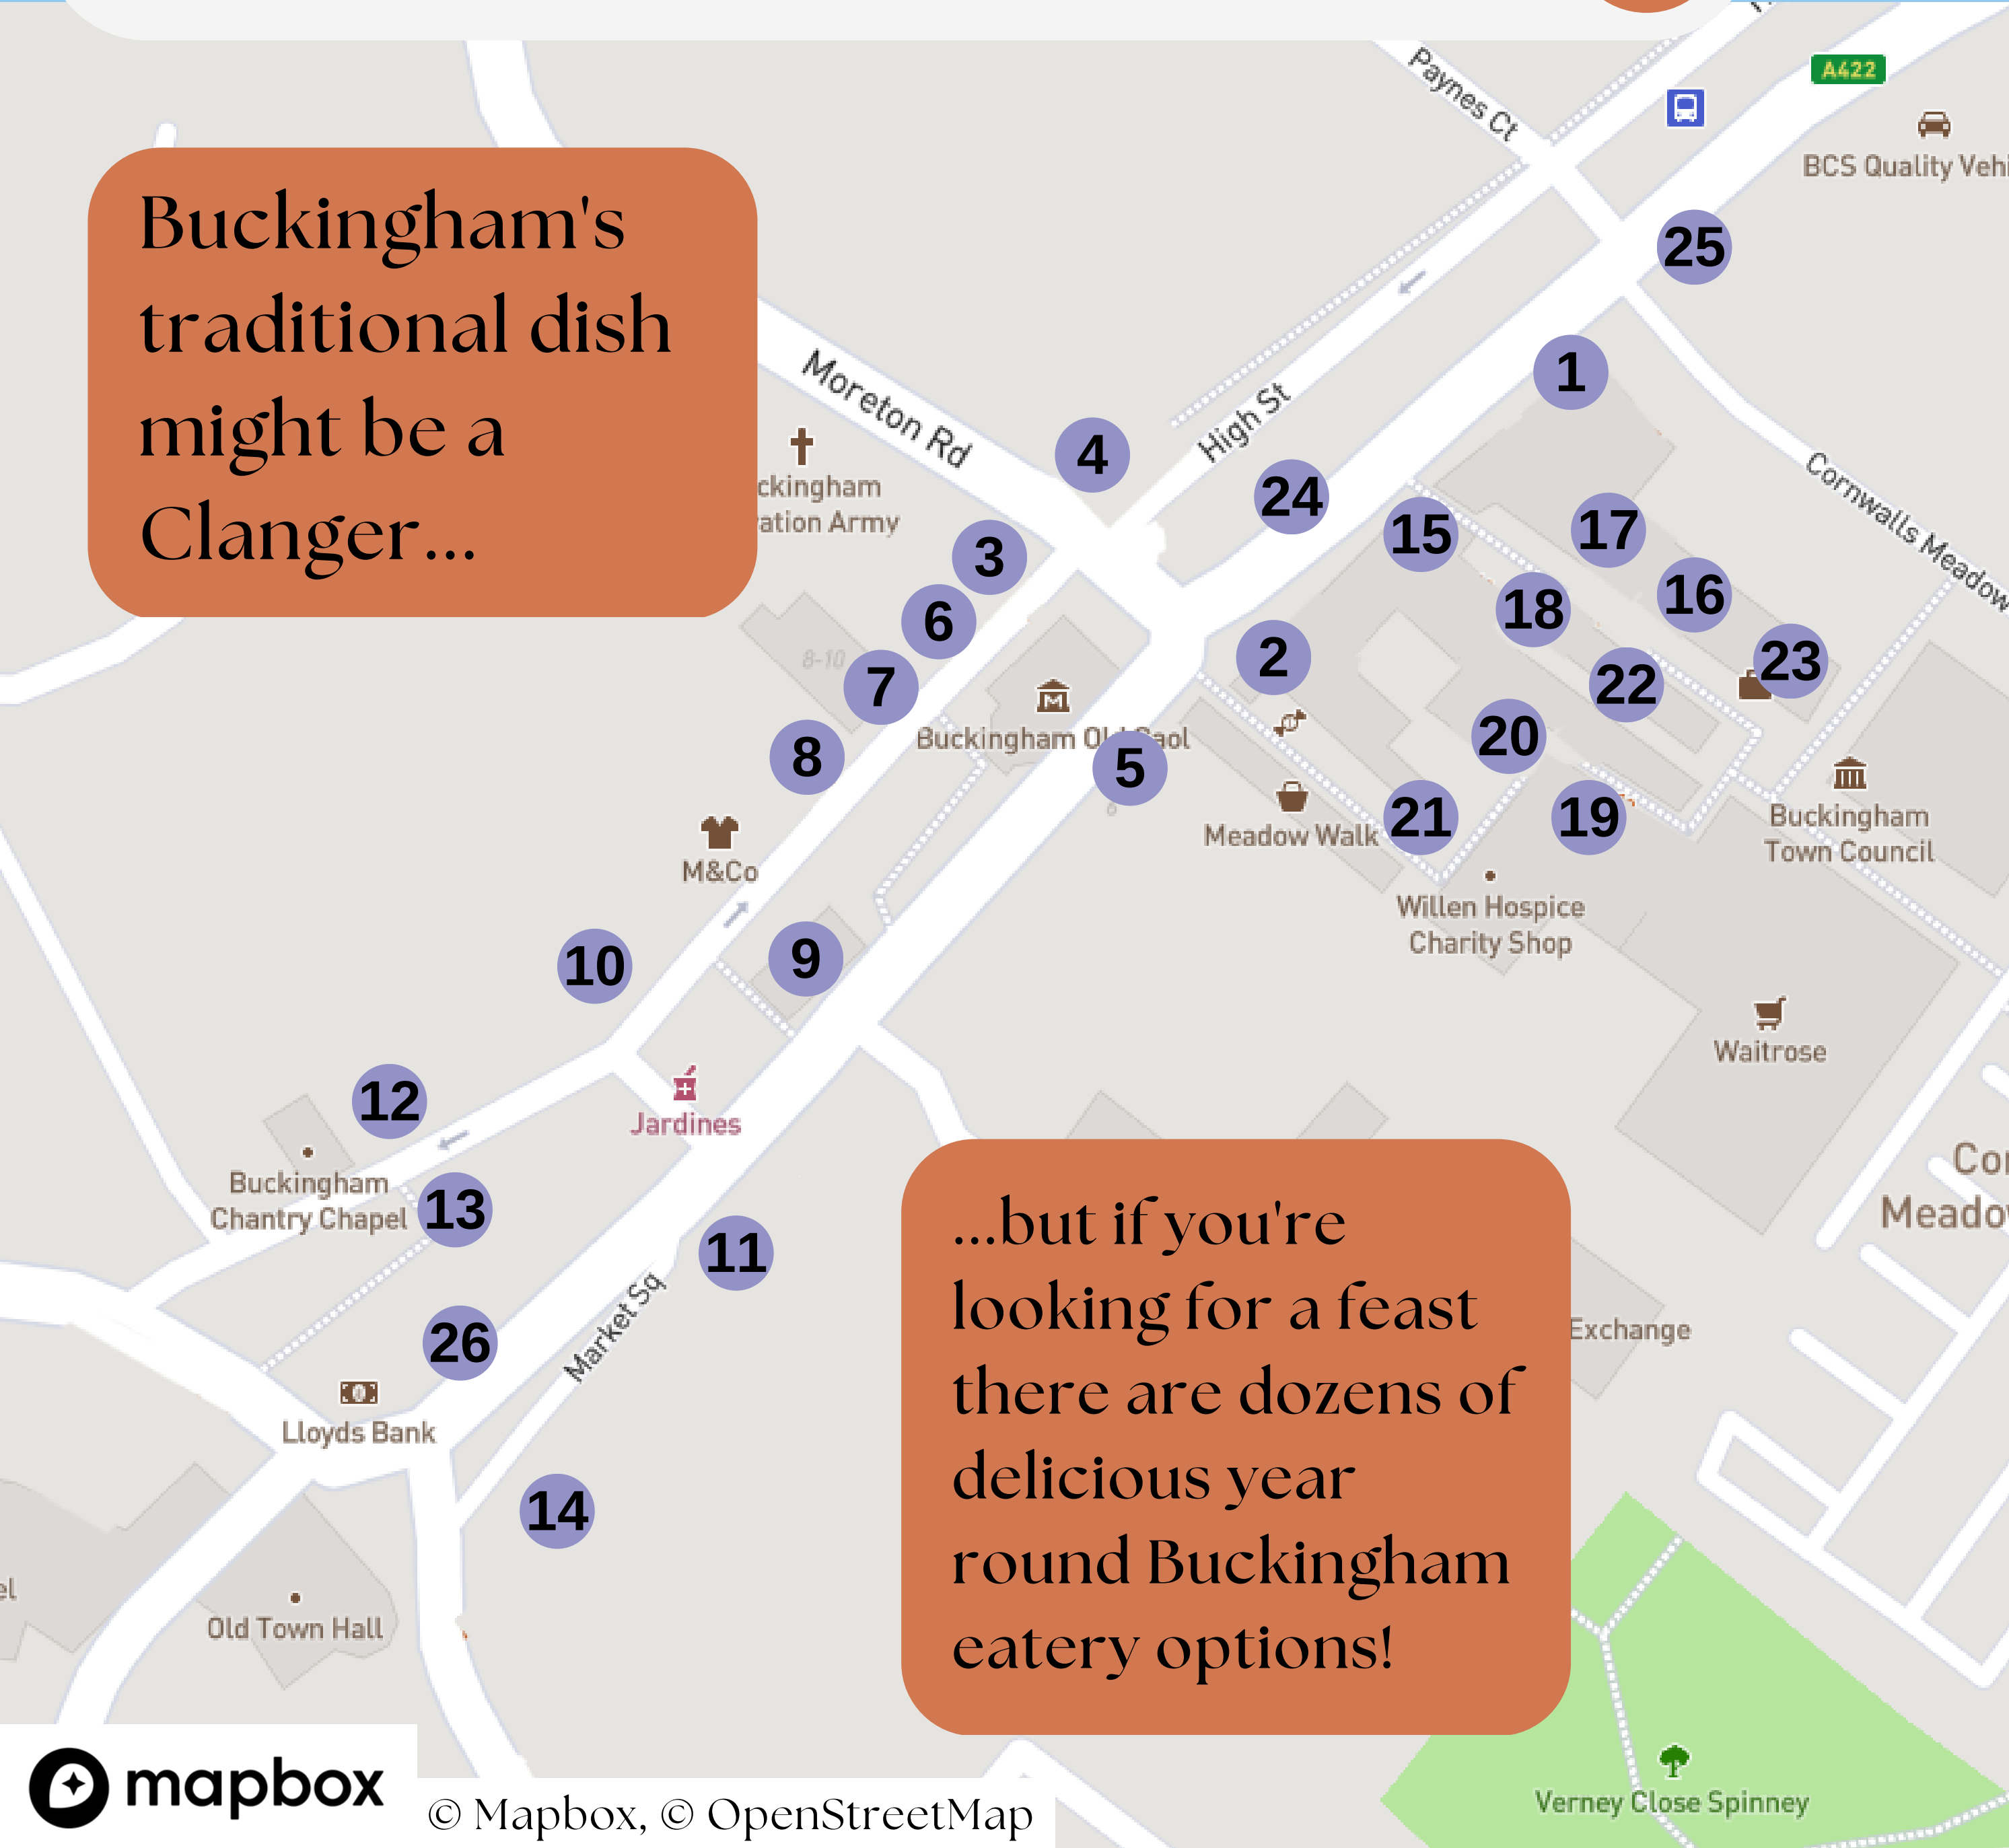 Paynes Ct
A422
BCS Quality Vehi
Buckingham's
traditional dish
might be a
Clanger...
25
1
Moreton Rd
High St
4
ckingham
ation Army
24
15
17
Cornwalls Meadow
3
6
18
16
2
23
7
8-10
22
Buckingham Old Gaol
8
5
20
21
19
Meadow Walk
Buckingham
Town Council
M&Co
Willen Hospice
Charity Shop
10
9
Waitrose
12
Jardines
Buckingham
Chantry Chapel
13
11
Market Sq
26
Lloyds Bank
14
Old Town Hall
el
...but if you're
looking for a feast
there are dozens of
delicious year
round Buckingham
eatery options!
Exchange
Cor
Meadow
Verney Close Spinney
mapbox
© Mapbox, © OpenStreetMap